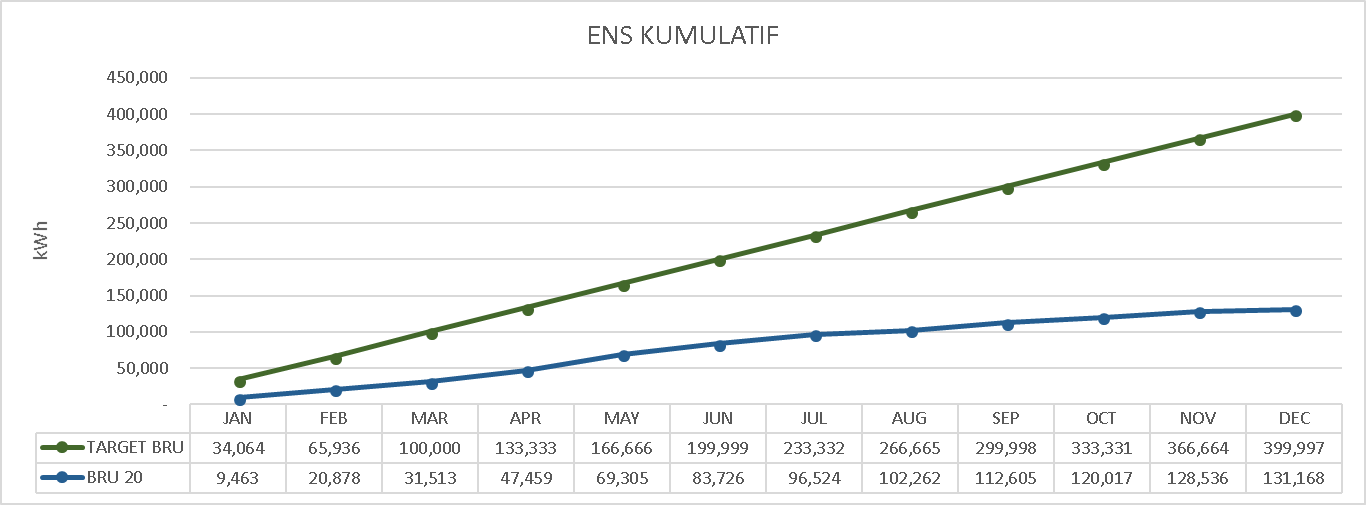 ENS KUMULATIF
450,000
400,000
350,000
300,000
250,000
200,000
150,000
100,000
50,000
-
kWh
JAN FEB MAR APR MAY JUN JUL AUG SEP OCT NOV DEC
TARGET BRU 34,064 65,936 100,000 133,333 166,666 199,999 233,332 266,665 299,998 333,331 366,664 399,997
BRU 20 9,463 20,878 31,513 47,459 69,305 83,726 96,524 102,262 112,605 120,017 128,536 131,168